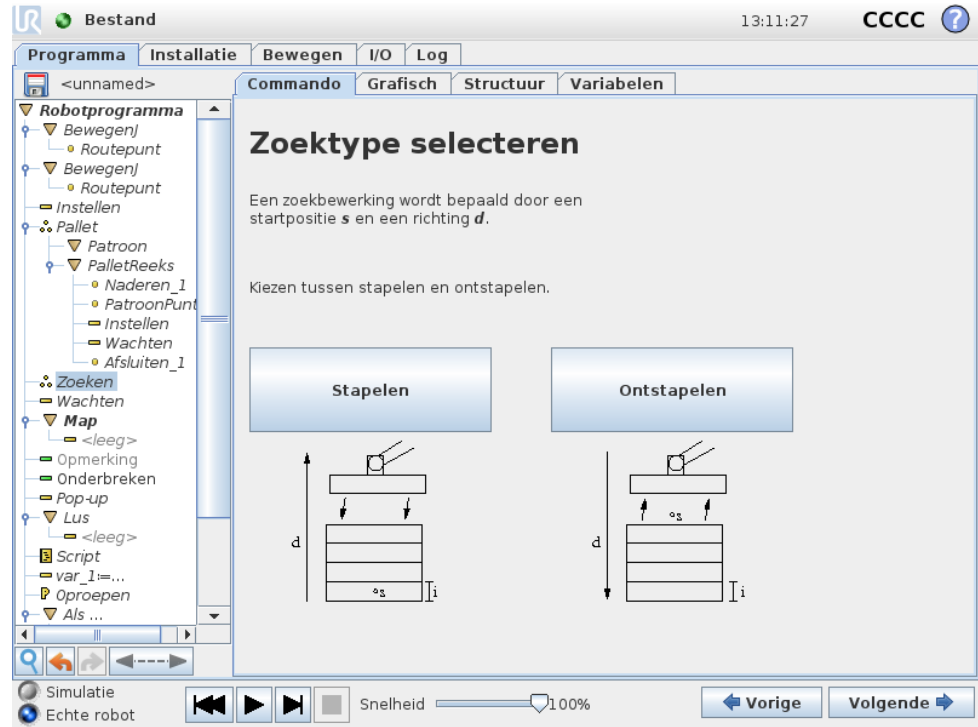 UR Bestand 13:11:27 CCCC ?
Programma Installatie Bewegen I/O Log
<unnamed>
Commando Grafisch Structuur Variabelen
Robotprogramma
BewegenJ
Routepunt
BewegenJ
Routepunt
Instellen
Pallet
Patroon
PalletReeks
Naderen_1
PatroonPunt
Instellen
Wachten
Afsluiten_1
Zoeken
Wachten
Map
<leeg>
Opmerking
Onderbreken
Pop-up
Lus
<leeg>
Script
var_1:=...
Oproepen
Als ...
Zoektype selecteren
Een zoekbewerking wordt bepaald door een
startpositie s en een richting d.
Kiezen tussen stapelen en ontstapelen.
Stapelen Ontstapelen
d s i
d s i
Simulatie
Echte robot
Snelheid 100%
Vorige Volgende